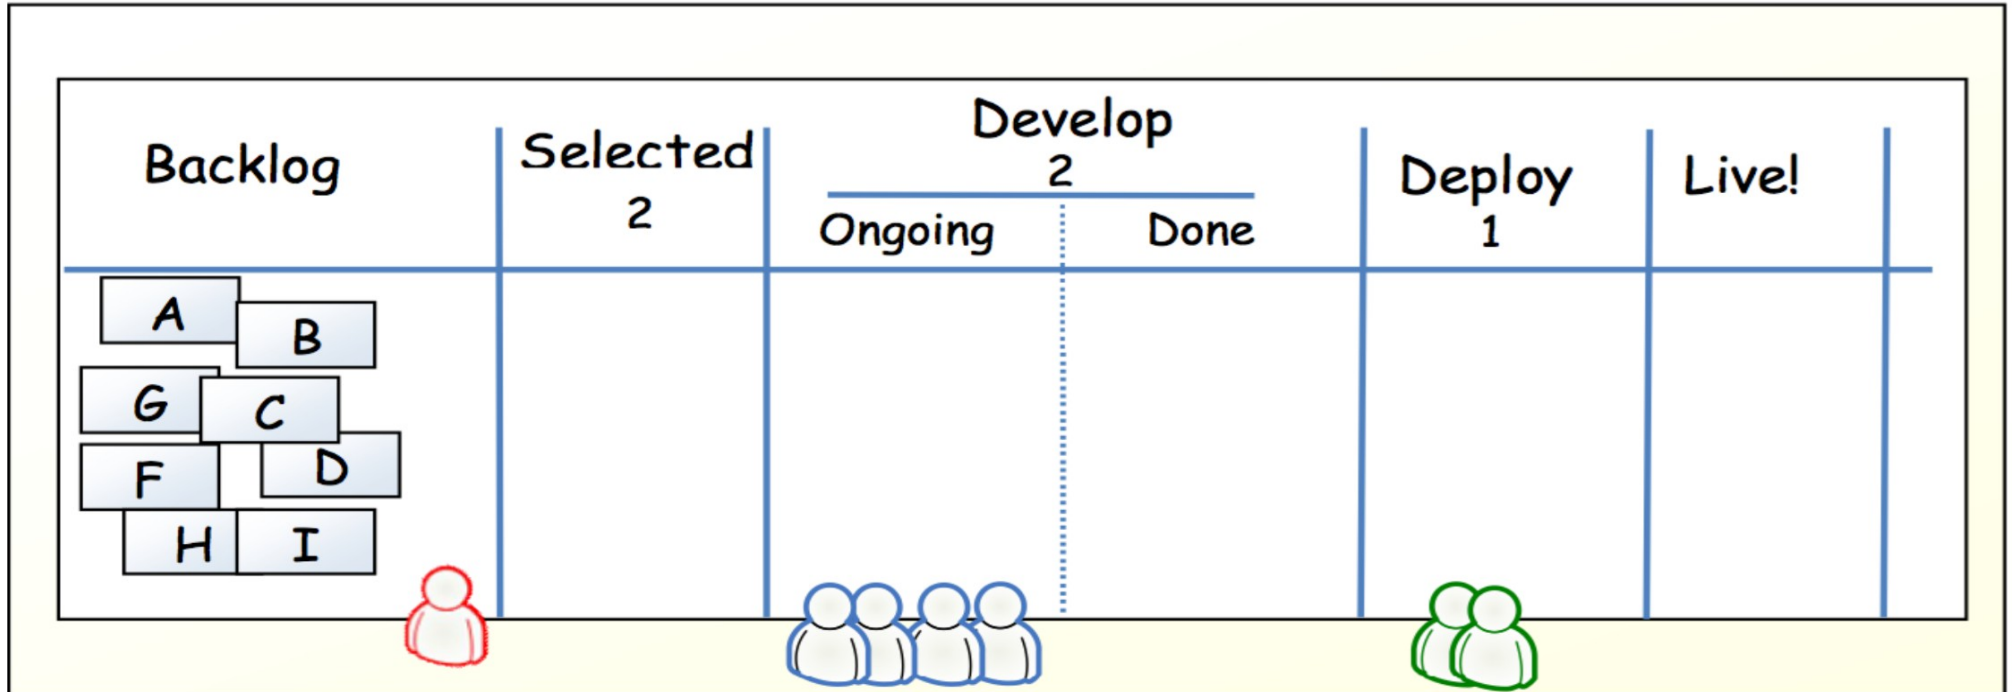 Backlog
Selected
2
Develop
2
Ongoing
Done
Deploy
1
Live!
A
B
G
C
F
D
H
I